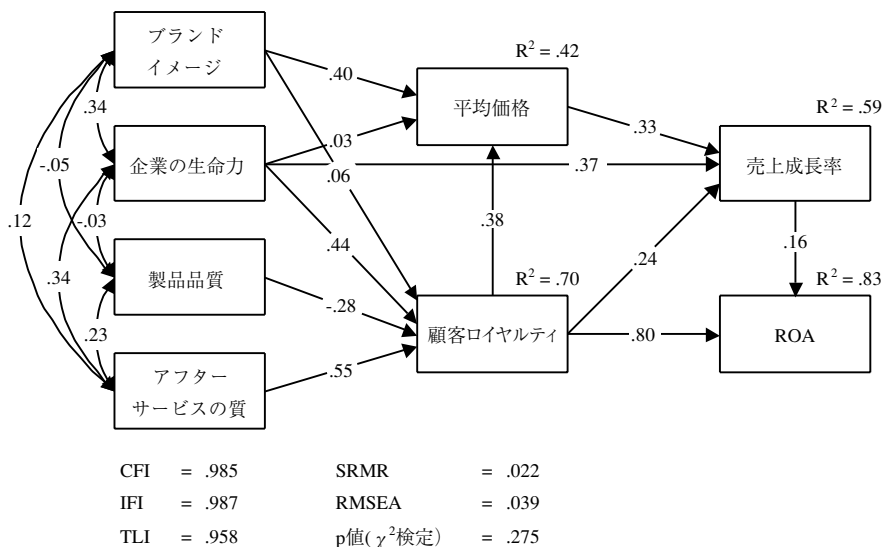 ブランド
イメージ
R² = .42
.40
平均価格
R² = .59
.34
.03
.33
企業の生命力
.37
売上成長率
-.05
.06
.12
-.03
.38
.44
.24
.16
製品品質
R² = .70
R² = .83
.34
-.28
顧客ロイヤルティ
.80
ROA
.23
.55
アフター
サービスの質
CFI = .985 SRMR = .022
IFI = .987 RMSEA = .039
TLI = .958 p値( χ²検定） = .275